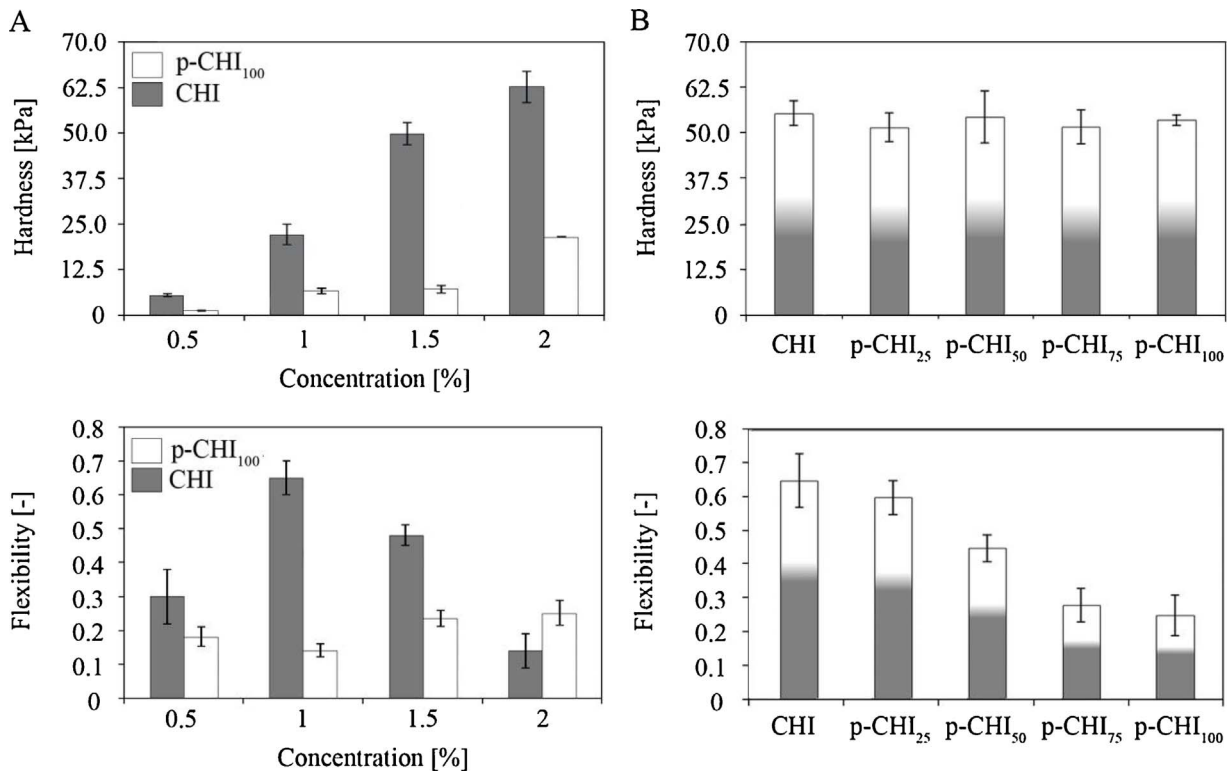 A
70.0
62.5
50.0
37.5
25.0
12.5
0
Hardness [kPa]
p-CHI100
CHI
0.5 1 1.5 2
Concentration [%]
B
70.0
62.5
50.0
37.5
25.0
12.5
0
Hardness [kPa]
CHI p-CHI25 p-CHI50 p-CHI75 p-CHI100
0.8
0.7
0.6
0.5
0.4
0.3
0.2
0.1
0
Flexibility [-]
p-CHI100
CHI
0.5 1 1.5 2
Concentration [%]
0.8
0.7
0.6
0.5
0.4
0.3
0.2
0.1
0
Flexibility [-]
CHI p-CHI25 p-CHI50 p-CHI75 p-CHI100